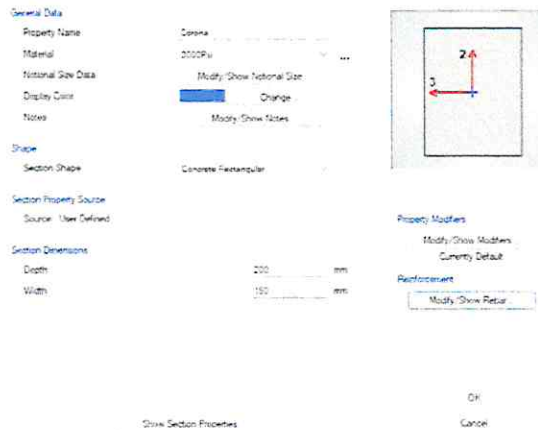 General Data
Property Name Corona
Material 3000Psi ...
Notional Size Data Modify/Show Notional Size
Display Color Change...
Notes Modify/Show Notes...
Shape
Section Shape Concrete Rectangular
Section Property Source
Source: User Defined
Section Dimensions
Depth 200 mm
Width 150 mm
2
3
Property Modifiers
Modify/Show Modifiers...
Currently Default
Reinforcement
Modify/Show Rebar...
OK
Show Section Properties...
Cancel